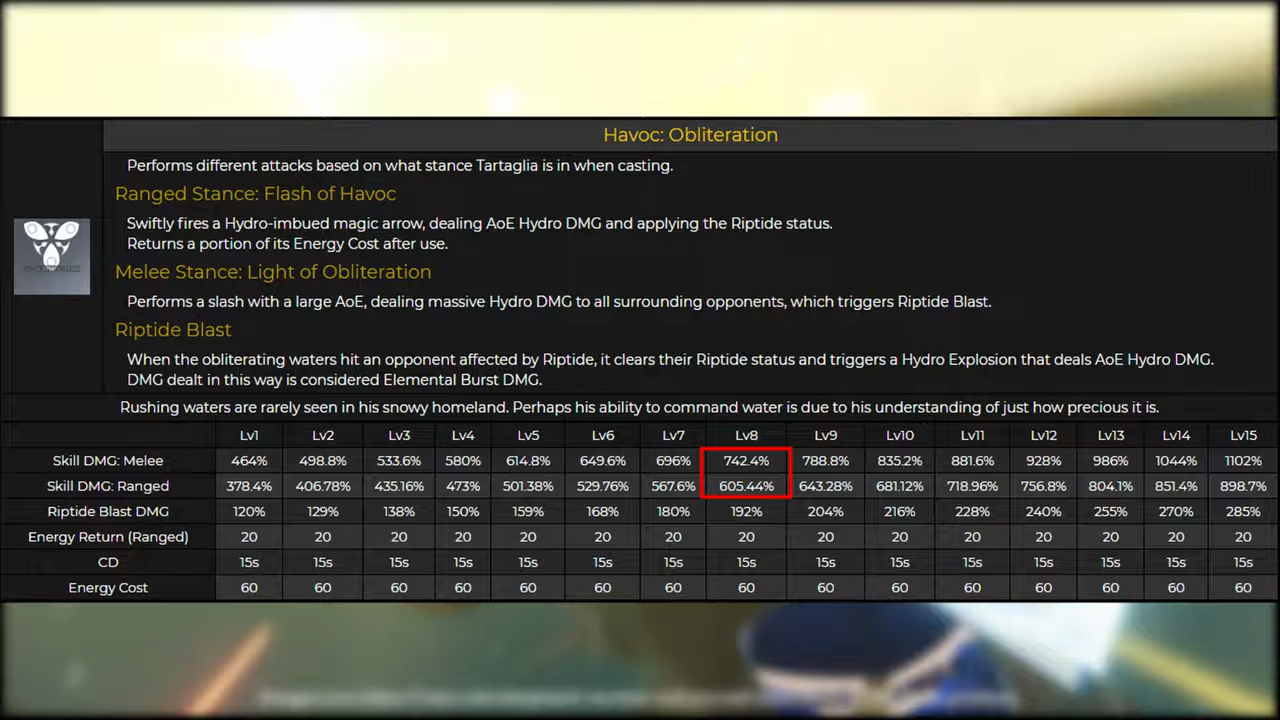 Havoc: Obliteration
Performs different attacks based on what stance Tartaglia is in when casting.
Ranged Stance: Flash of Havoc
Swiftly fires a Hydro-imbued magic arrow, dealing AoE Hydro DMG and applying the Riptide status.
Returns a portion of its Energy Cost after use.
Melee Stance: Light of Obliteration
Performs a slash with a large AoE, dealing massive Hydro DMG to all surrounding opponents, which triggers Riptide Blast.
Riptide Blast
When the obliterating waters hit an opponent affected by Riptide, it clears their Riptide status and triggers a Hydro Explosion that deals AoE Hydro DMG.
DMG dealt in this way is considered Elemental Burst DMG.
Rushing waters are rarely seen in his snowy homeland. Perhaps his ability to command water is due to his understanding of just how precious it is.
Lv1 Lv2 Lv3 Lv4 Lv5 Lv6 Lv7 Lv8 Lv9 Lv10 Lv11 Lv12 Lv13 Lv14 Lv15
Skill DMG: Melee 464% 498.8% 533.6% 580% 614.8% 649.6% 696% 742.4% 788.8% 835.2% 881.6% 928% 986% 1044% 1102%
Skill DMG: Ranged 378.4% 406.78% 435.16% 473% 501.38% 529.76% 567.6% 605.44% 643.28% 681.12% 718.96% 756.8% 804.1% 851.4% 898.7%
Riptide Blast DMG 120% 129% 138% 150% 159% 168% 180% 192% 204% 216% 228% 240% 255% 270% 285%
Energy Return (Ranged) 20 20 20 20 20 20 20 20 20 20 20 20 20 20 20
CD 15s 15s 15s 15s 15s 15s 15s 15s 15s 15s 15s 15s 15s 15s 15s
Energy Cost 60 60 60 60 60 60 60 60 60 60 60 60 60 60 60